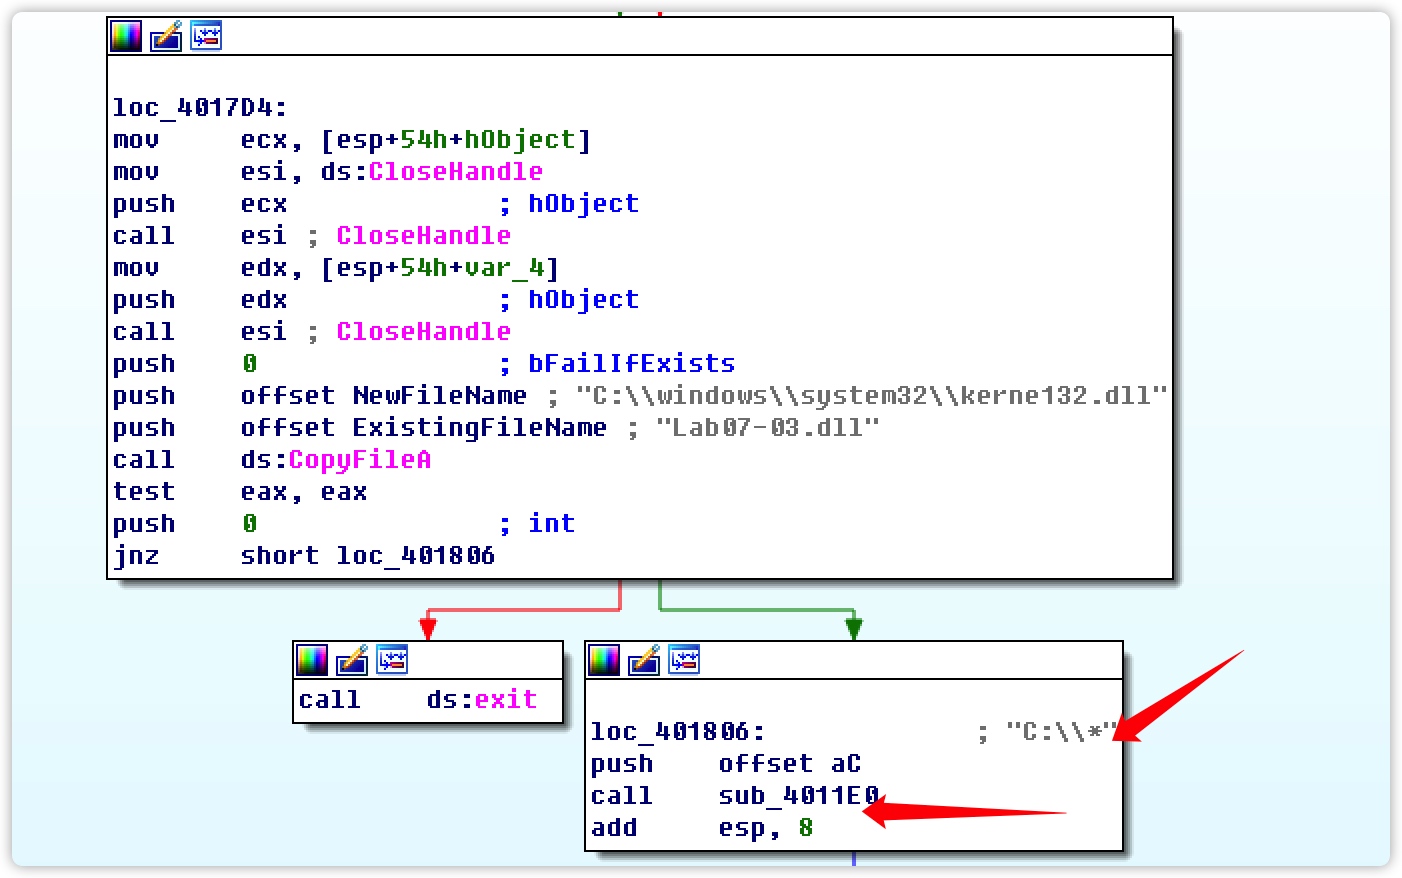 loc_4017D4:
mov ecx, [esp+54h+hObject]
mov esi, ds:CloseHandle
push ecx ; hObject
call esi ; CloseHandle
mov edx, [esp+54h+var_4]
push edx ; hObject
call esi ; CloseHandle
push 0 ; bFailIfExists
push offset NewFileName ; "C:\\windows\\system32\\kerne132.dll"
push offset ExistingFileName ; "Lab07-03.dll"
call ds:CopyFileA
test eax, eax
push 0 ; int
jnz short loc_401806
call ds:exit
loc_401806: ; "C:\\*"
push offset aC
call sub_4011E0
add esp, 8